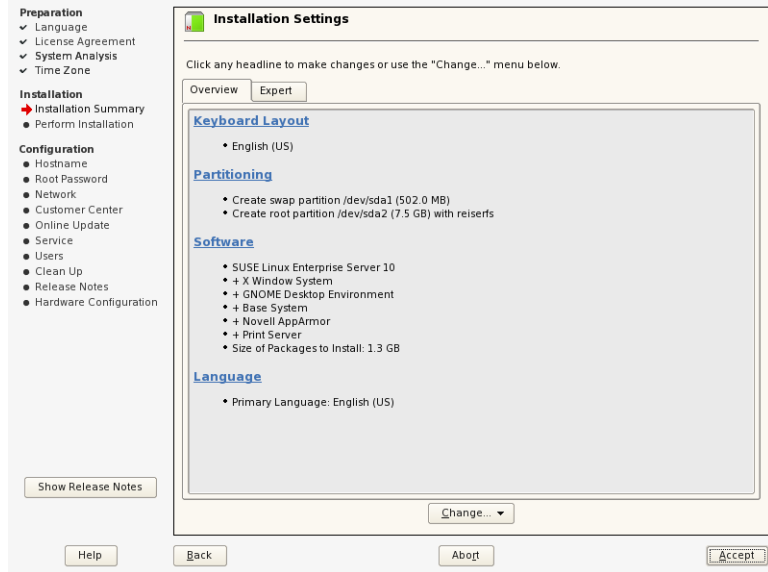 Preparation
Language
License Agreement
System Analysis
Time Zone
Installation
Installation Summary
Perform Installation
Configuration
Hostname
Root Password
Network
Customer Center
Online Update
Service
Users
Clean Up
Release Notes
Hardware Configuration
Show Release Notes
Help
Installation Settings
Click any headline to make changes or use the "Change..." menu below.
Overview Expert
Keyboard Layout
English (US)
Partitioning
Create swap partition /dev/sda1 (502.0 MB)
Create root partition /dev/sda2 (7.5 GB) with reiserfs
Software
SUSE Linux Enterprise Server 10
+ X Window System
+ GNOME Desktop Environment
+ Base System
+ Novell AppArmor
+ Print Server
Size of Packages to Install: 1.3 GB
Language
Primary Language: English (US)
Change...
Back Abort Accept